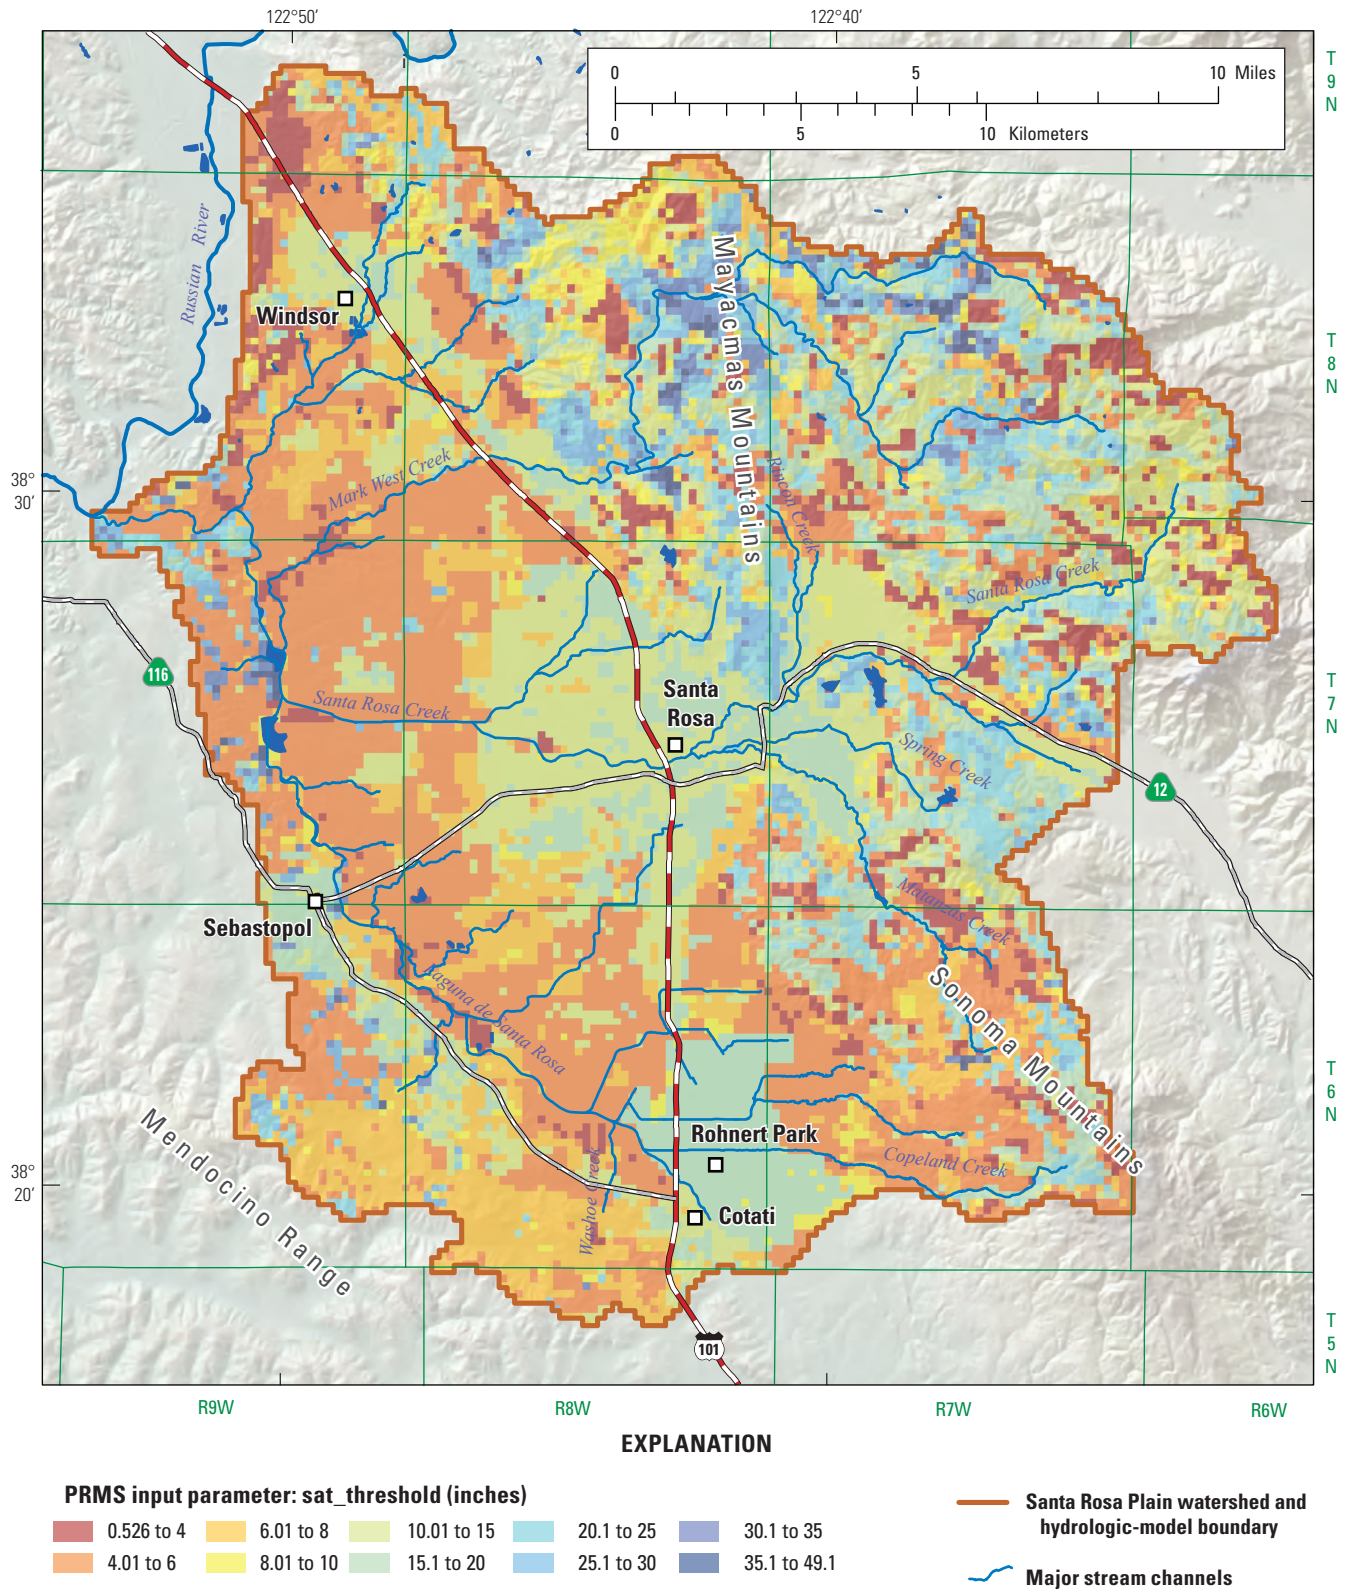 122°50′
122°40′
0 5 10 Miles
0 5 10 Kilometers
T
9
N
i
Russian River
Windsor
Mayacmas Mountains
T
8
N
Mark West Creek
Rincon Creek
38°
30′
Santa Rosa Creek
116
Santa Rosa Creek
Santa
Rosa
T
7
N
Spring Creek
12
Matanzas Creek
Sebastopol
Laguna de Santa Rosa
Sonoma Mountains
T
6
N
Mendocino Range
Rohnert Park
Copeland Creek
38°
20′
Washoe Creek
Cotati
101
T
5
N
R9W
R8W
R7W
R6W
EXPLANATION
PRMS input parameter: sat_threshold (inches)
0.526 to 4
6.01 to 8
10.01 to 15
20.1 to 25
30.1 to 35
4.01 to 6
8.01 to 10
15.1 to 20
25.1 to 30
35.1 to 49.1
Santa Rosa Plain watershed and
hydrologic-model boundary
Major stream channels